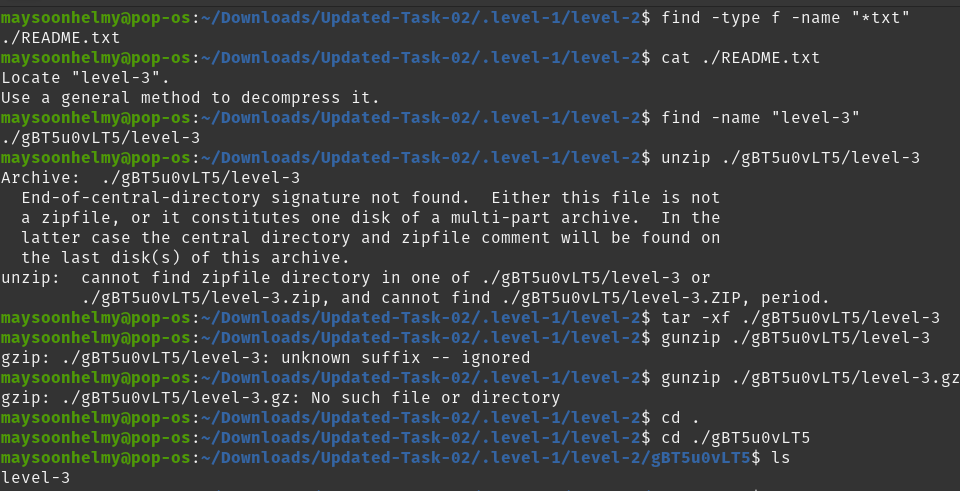 maysoonhelmy@pop-os:~/Downloads/Updated-Task-02/.level-1/level-2$ find -type f -name "*txt"
./README.txt
maysoonhelmy@pop-os:~/Downloads/Updated-Task-02/.level-1/level-2$ cat ./README.txt
Locate "level-3".
Use a general method to decompress it.
maysoonhelmy@pop-os:~/Downloads/Updated-Task-02/.level-1/level-2$ find -name "level-3"
./gBT5u0vLT5/level-3
maysoonhelmy@pop-os:~/Downloads/Updated-Task-02/.level-1/level-2$ unzip ./gBT5u0vLT5/level-3
Archive:  ./gBT5u0vLT5/level-3
  End-of-central-directory signature not found.  Either this file is not
  a zipfile, or it constitutes one disk of a multi-part archive.  In the
  latter case the central directory and zipfile comment will be found on
  the last disk(s) of this archive.
unzip:  cannot find zipfile directory in one of ./gBT5u0vLT5/level-3 or
        ./gBT5u0vLT5/level-3.zip, and cannot find ./gBT5u0vLT5/level-3.ZIP, period.
maysoonhelmy@pop-os:~/Downloads/Updated-Task-02/.level-1/level-2$ tar -xf ./gBT5u0vLT5/level-3
maysoonhelmy@pop-os:~/Downloads/Updated-Task-02/.level-1/level-2$ gunzip ./gBT5u0vLT5/level-3
gzip: ./gBT5u0vLT5/level-3: unknown suffix -- ignored
maysoonhelmy@pop-os:~/Downloads/Updated-Task-02/.level-1/level-2$ gunzip ./gBT5u0vLT5/level-3.gz
gzip: ./gBT5u0vLT5/level-3.gz: No such file or directory
maysoonhelmy@pop-os:~/Downloads/Updated-Task-02/.level-1/level-2$ cd .
maysoonhelmy@pop-os:~/Downloads/Updated-Task-02/.level-1/level-2$ cd ./gBT5u0vLT5
maysoonhelmy@pop-os:~/Downloads/Updated-Task-02/.level-1/level-2/gBT5u0vLT5$ ls
level-3